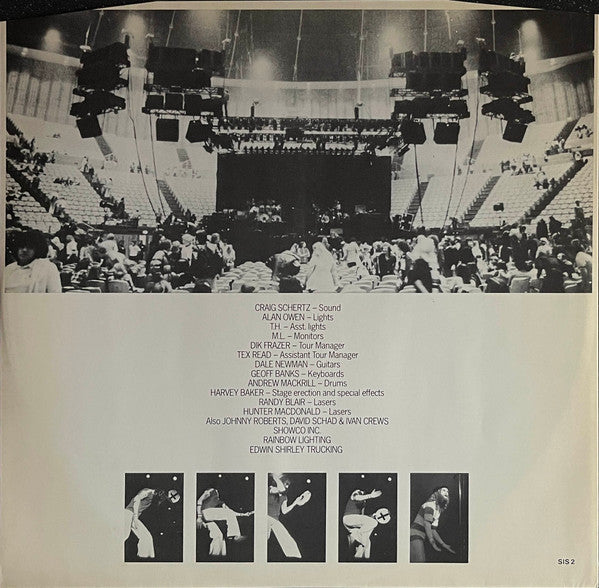 CRAIG SCHERTZ – Sound
ALAN OWEN – Lights
T.H. – Asst. lights
M.L. – Monitors
DIK FRAZER – Tour Manager
TEX READ – Assistant Tour Manager
DALE NEWMAN – Guitars
GEOFF BANKS – Keyboards
ANDREW MACKRILL – Drums
HARVEY BAKER – Stage erection and special effects
RANDY BLAIR – Lasers
HUNTER MACDONALD – Lasers
Also JOHNNY ROBERTS, DAVID SCHAD & IVAN CREWS
SHOWCO INC.
RAINBOW LIGHTING
EDWIN SHIRLEY TRUCKING
SIS 2